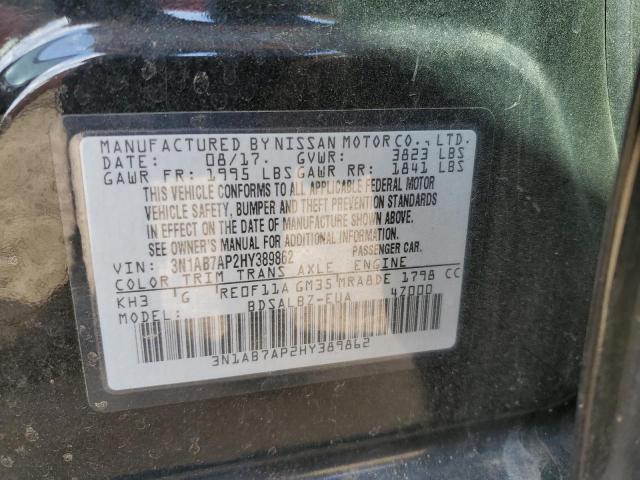 MANUFACTURED BY NISSAN MOTOR CO., LTD.
DATE: 08/17. GVWR: 3823 LBS
GAWR FR: 1995 LBS GAWR RR: 1841 LBS
THIS VEHICLE CONFORMS TO ALL APPLICABLE FEDERAL MOTOR
VEHICLE SAFETY, BUMPER AND THEFT PREVENTION STANDARDS
IN EFFECT ON THE DATE OF MANUFACTURE SHOWN ABOVE.
SEE OWNER'S MANUAL FOR ADDITIONAL INFORMATION.
VIN: 3N1AB7AP2HY389862 PASSENGER CAR.
COLOR TRIM TRANS AXLE ENGINE
KH3 G RE0F11A GM35 MRA8DE 1798 CC
MODEL: BDSALBZ-EUA 47000
3N1AB7AP2HY389862